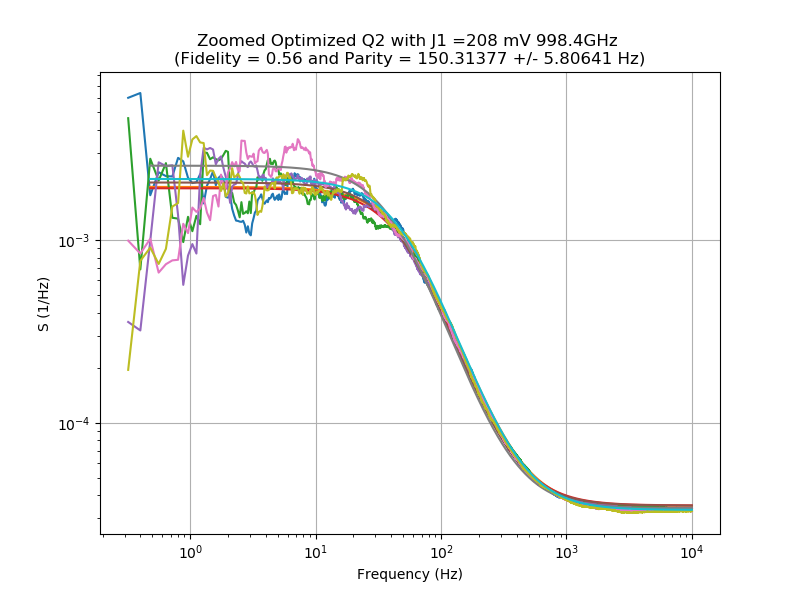 Zoomed Optimized Q2 with J1 =208 mV 998.4GHz
(Fidelity = 0.56 and Parity = 150.31377 +/- 5.80641 Hz)
S (1/Hz)
10⁻³
10⁻⁴
10⁰ 10¹ 10² 10³ 10⁴
Frequency (Hz)